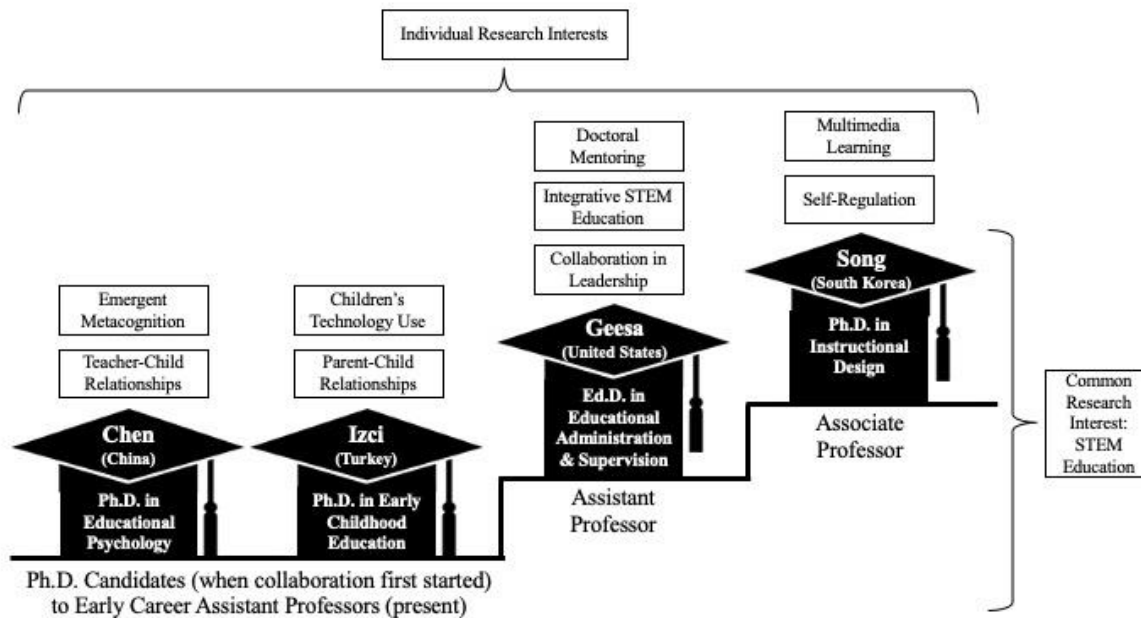 Individual Research Interests
Doctoral
Mentoring
Integrative STEM
Education
Collaboration in
Leadership
Multimedia
Learning
Self-Regulation
Emergent
Metacognition
Teacher-Child
Relationships
Children's
Technology Use
Parent-Child
Relationships
Chen
(China)
Ph.D. in
Educational
Psychology
Izci
(Turkey)
Ph.D. in Early
Childhood
Education
Geesa
(United States)
Ed.D. in
Educational
Administration
& Supervision
Song
(South Korea)
Ph.D. in
Instructional
Design
Ph.D. Candidates (when collaboration first started)
to Early Career Assistant Professors (present)
Assistant
Professor
Associate
Professor
Common
Research
Interest:
STEM
Education